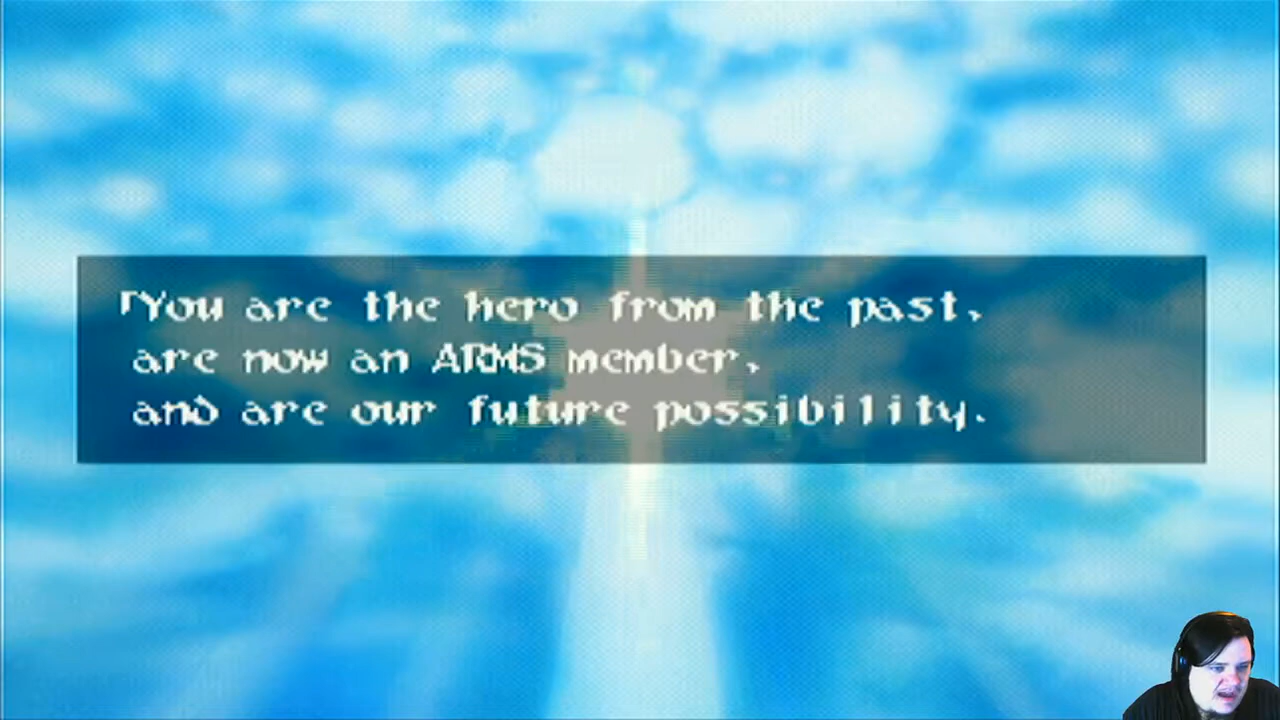 「You are the hero from the past,
are now an ARMS member,
and are our future possibility.